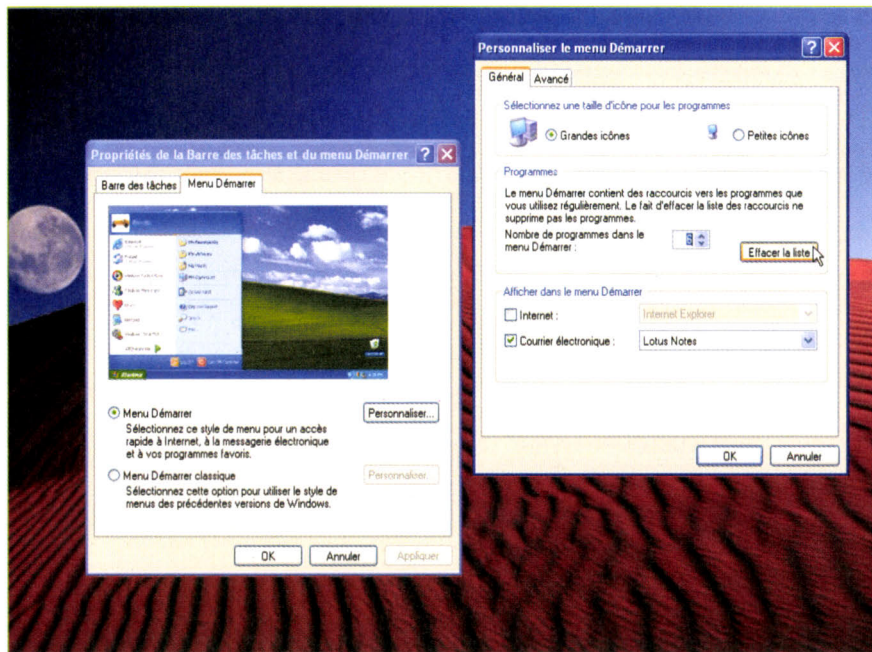 Propriétés de la Barre des tâches et du menu Démarrer
Barre des tâches
Menu Démarrer
Menu Démarrer
Personnaliser...
Sélectionnez ce style de menu pour un accès
rapide à Internet, à la messagerie électronique
et à vos programmes favoris.
Menu Démarrer classique
Personnaliser...
Sélectionnez cette option pour utiliser le style de
menus des précédentes versions de Windows.
OK
Annuler
Appliquer
Personnaliser le menu Démarrer
Général
Avancé
Sélectionnez une taille d'icône pour les programmes
Grandes icônes
Petites icônes
Programmes
Le menu Démarrer contient des raccourcis vers les programmes que
vous utilisez régulièrement. Le fait d'effacer la liste des raccourcis ne
supprime pas les programmes.
Nombre de programmes dans le
menu Démarrer :
Effacer la liste
Afficher dans le menu Démarrer
Internet :
Internet Explorer
Courrier électronique :
Lotus Notes
OK
Annuler